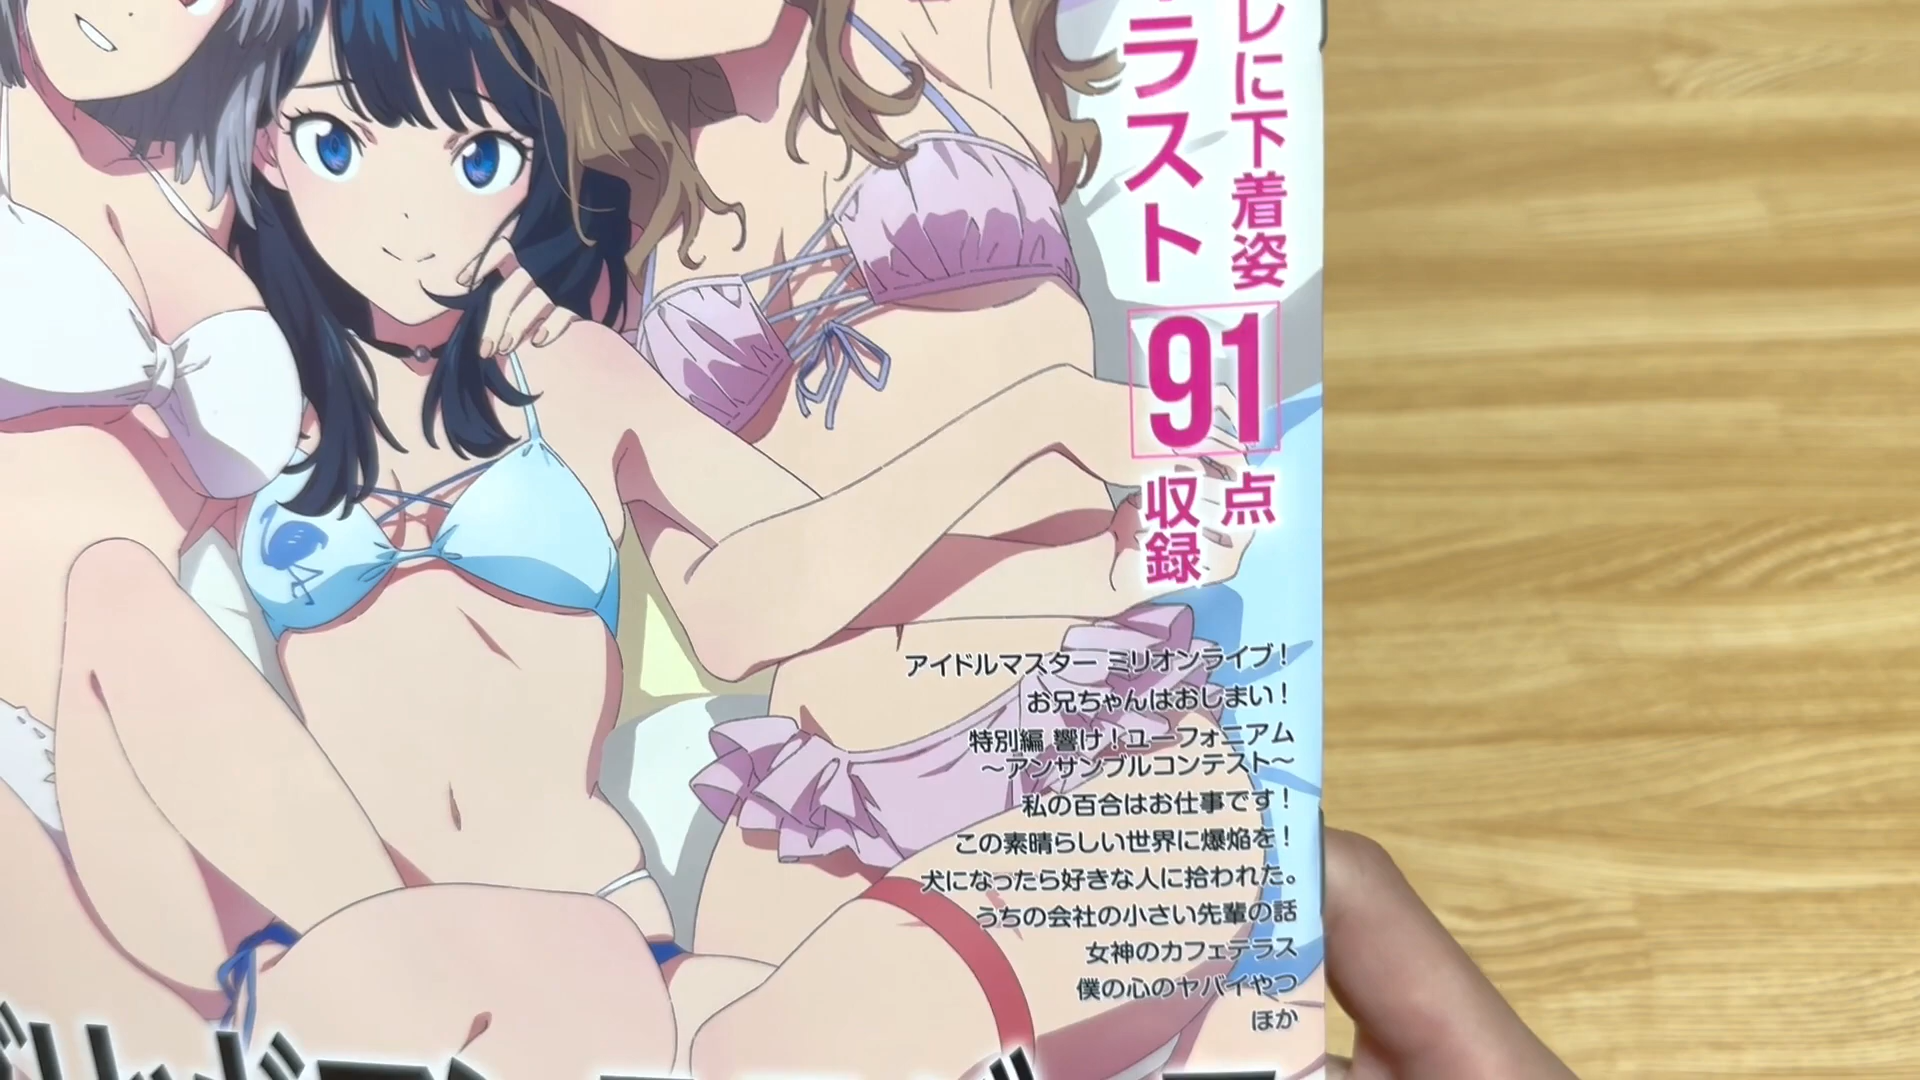 レに下着姿
ラスト
91
点
収録
アイドルマスター ミリオンライブ!
お兄ちゃんはおしまい!
特別編 響け!ユーフォニアム
～アンサンブルコンテスト～
私の百合はお仕事です!
この素晴らしい世界に爆焔を!
犬になったら好きな人に拾われた。
うちの会社の小さい先輩の話
女神のカフェテラス
僕の心のヤバイやつ
ほか